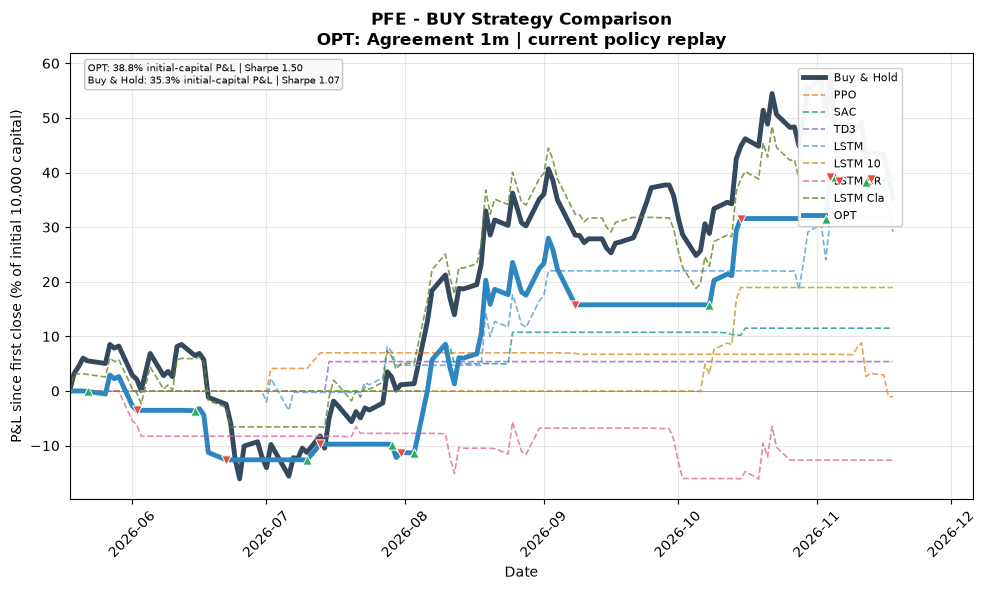 PFE - BUY Strategy Comparison
OPT: Agreement 1m | current policy replay
OPT: 38.8% initial-capital P&L | Sharpe 1.50
Buy & Hold: 35.3% initial-capital P&L | Sharpe 1.07
Buy & Hold
PPO
SAC
TD3
LSTM
LSTM 10
LSTM Cla
OPT
P&L since first close (% of initial 10,000 capital)
60
50
40
30
20
10
0
−10
2026-06
2026-07
2026-08
2026-09
2026-10
2026-11
2026-12
Date